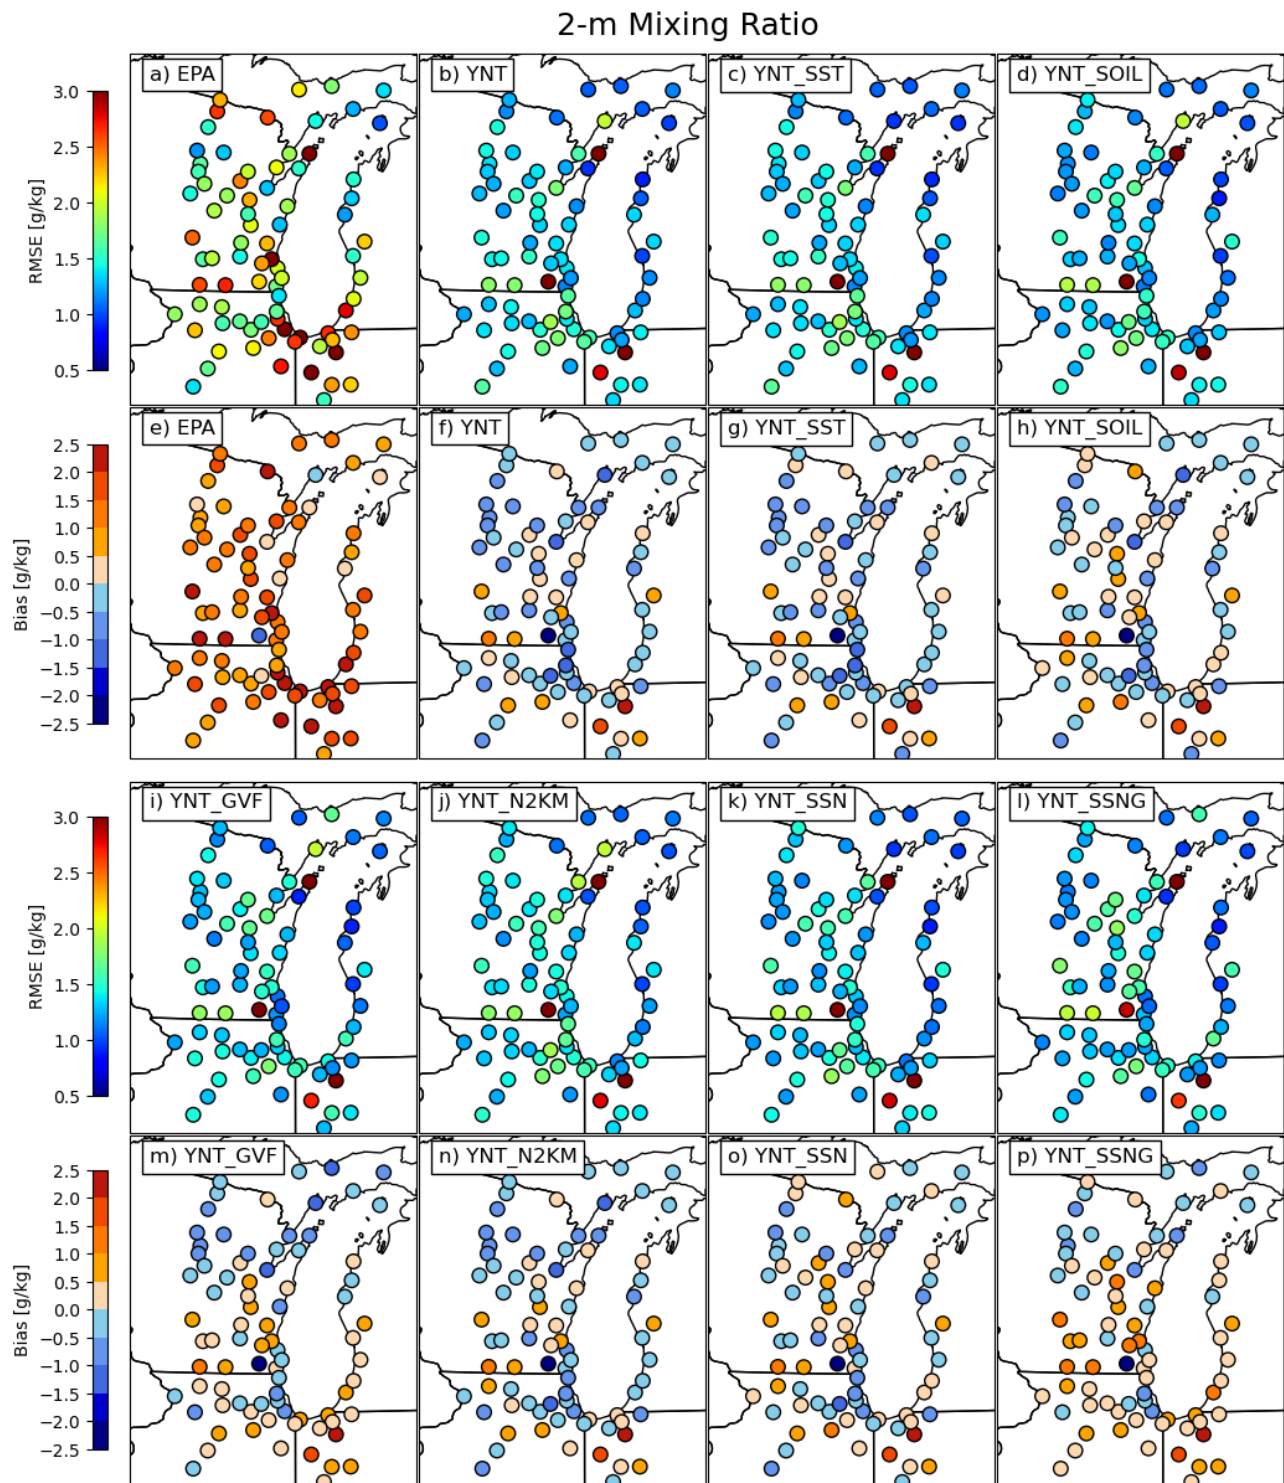 2-m Mixing Ratio
a) EPA
b) YNT
c) YNT_SST
d) YNT_SOIL
3.0
2.5
2.0
1.5
1.0
0.5
RMSE [g/kg]
e) EPA
f) YNT
g) YNT_SST
h) YNT_SOIL
2.5
2.0
1.5
1.0
0.5
0.0
−0.5
−1.0
−1.5
−2.0
−2.5
Bias [g/kg]
i) YNT_GVF
j) YNT_N2KM
k) YNT_SSN
l) YNT_SSNG
3.0
2.5
2.0
1.5
1.0
0.5
RMSE [g/kg]
m) YNT_GVF
n) YNT_N2KM
o) YNT_SSN
p) YNT_SSNG
2.5
2.0
1.5
1.0
0.5
0.0
−0.5
−1.0
−1.5
−2.0
−2.5
Bias [g/kg]